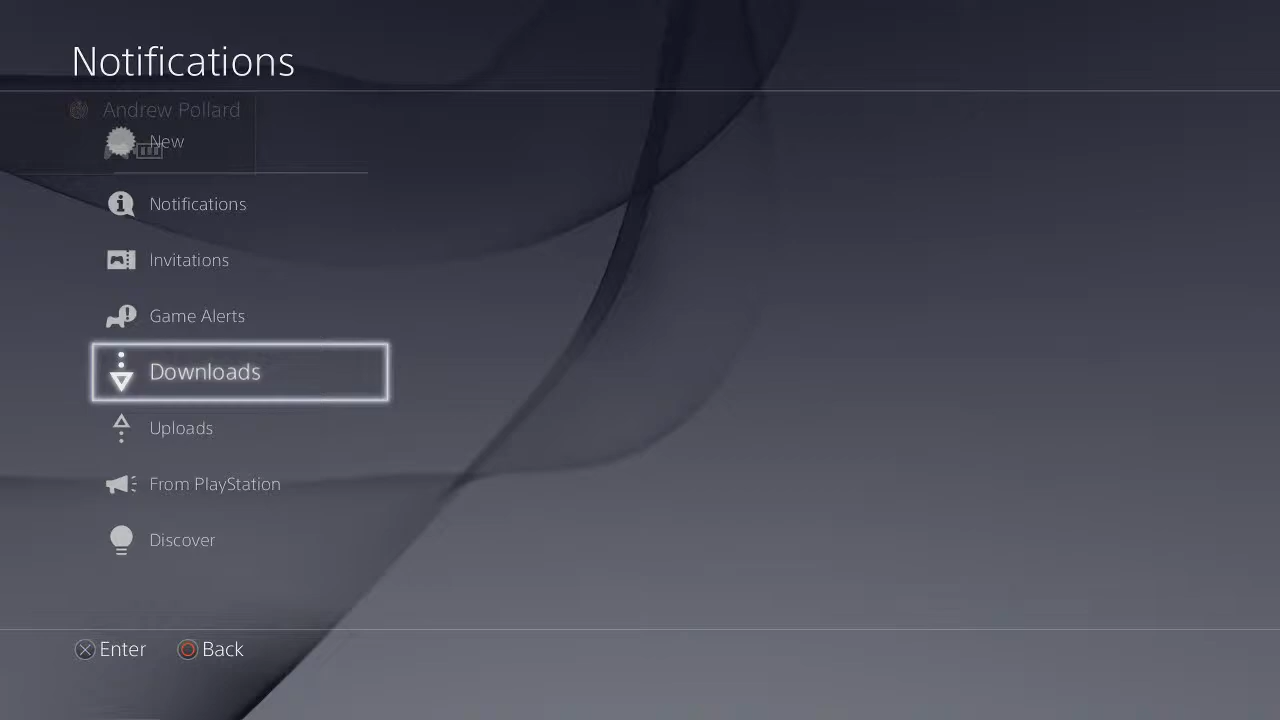 Notifications
Andrew Pollard
New
Notifications
Invitations
Game Alerts
Downloads
Uploads
From PlayStation
Discover
Enter
Back